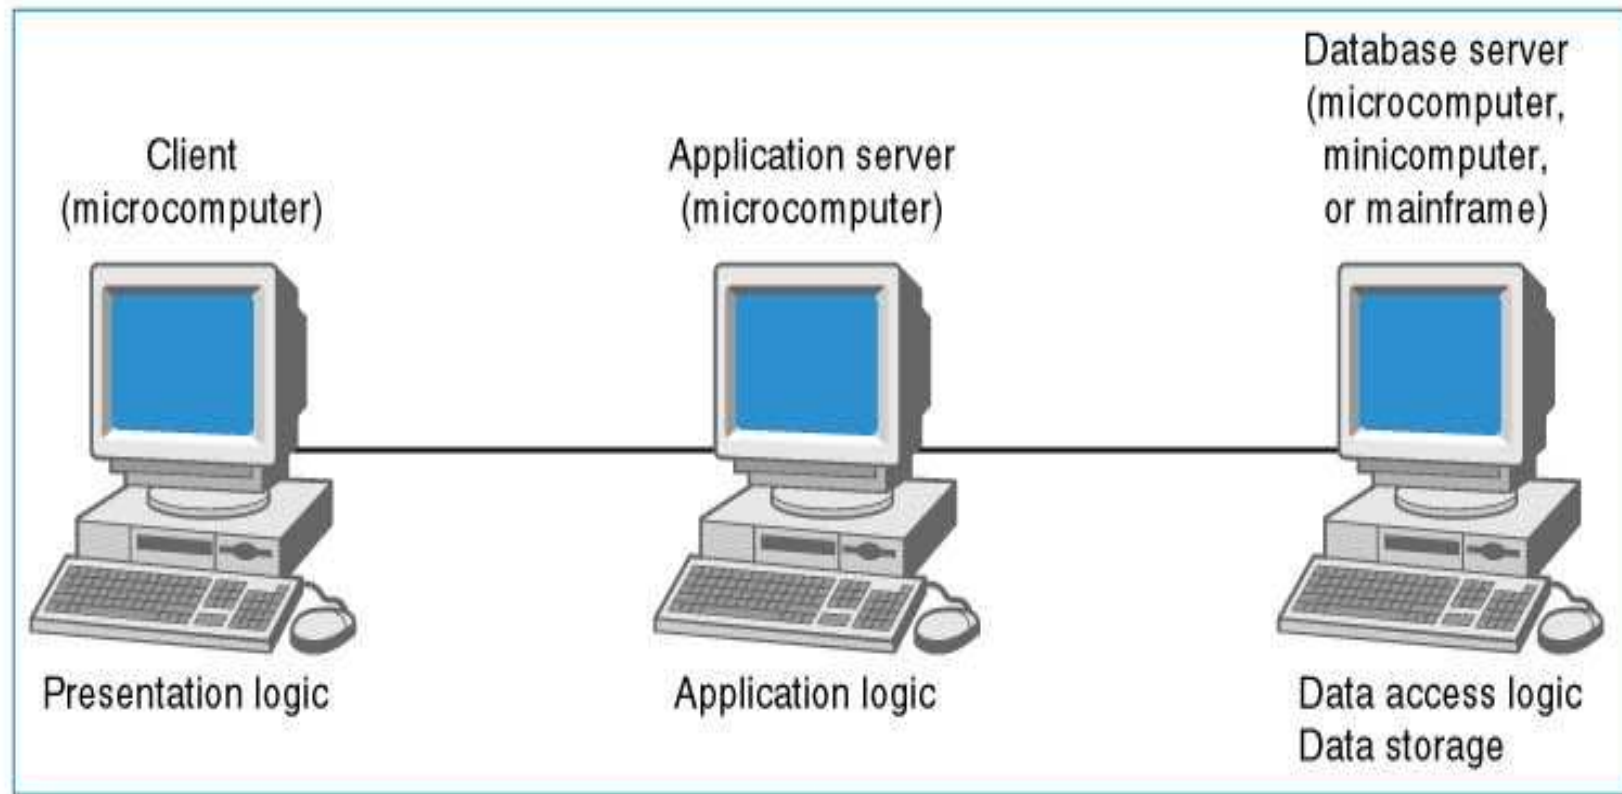 Client
(microcomputer)
Application server
(microcomputer)
Database server
(microcomputer,
minicomputer,
or mainframe)
Presentation logic
Application logic
Data access logic
Data storage